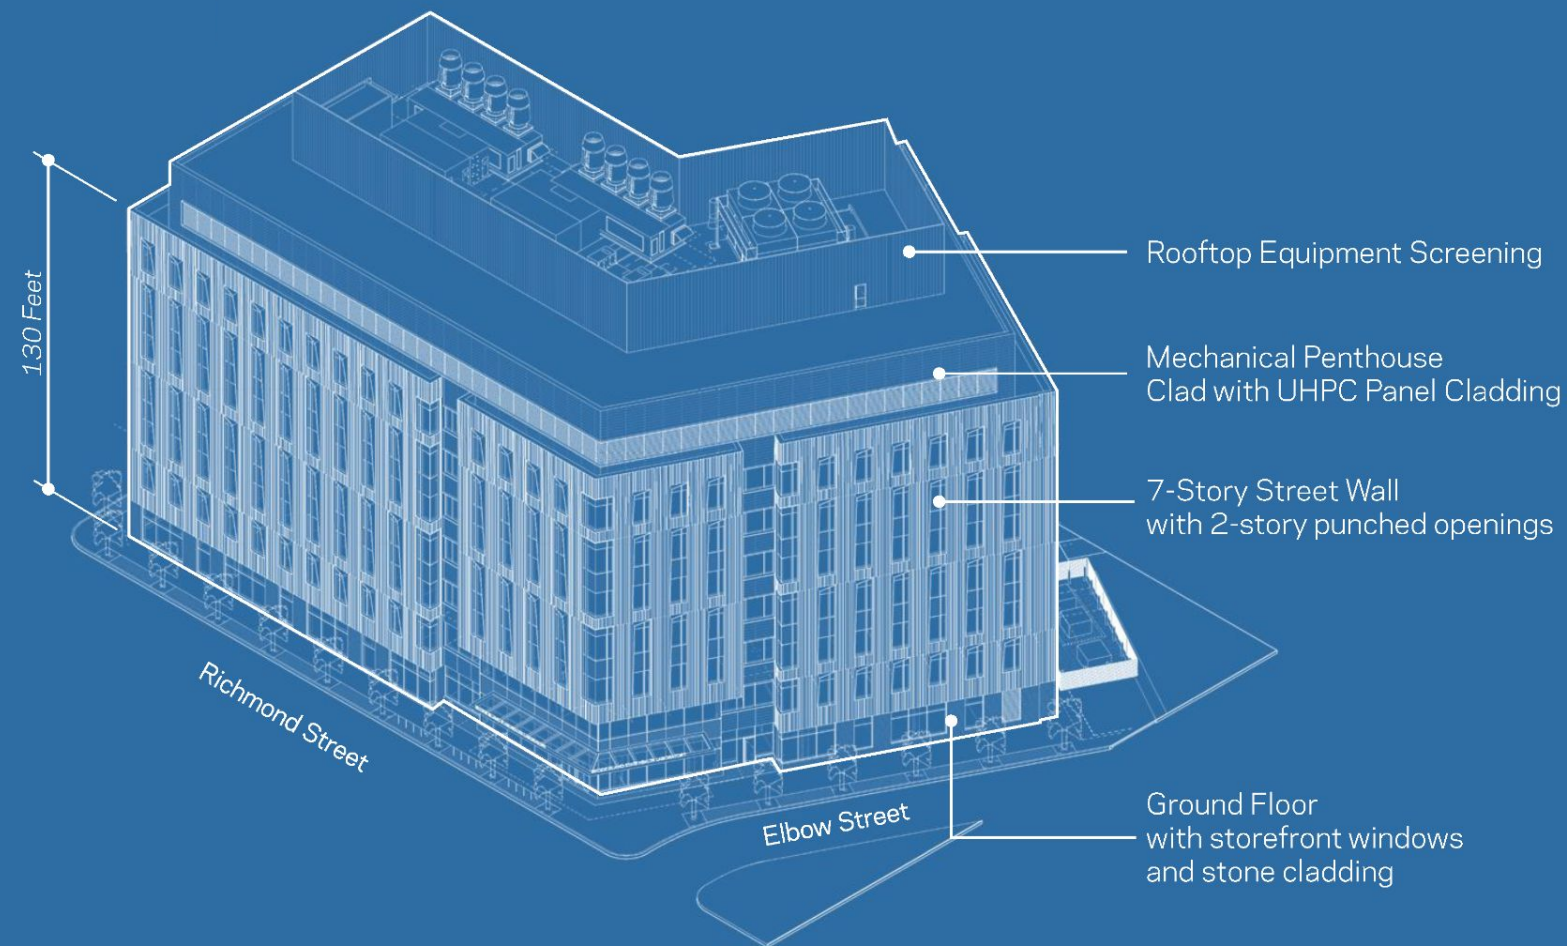 130 Feet
Rooftop Equipment Screening
Mechanical Penthouse
Clad with UHPC Panel Cladding
7-Story Street Wall
with 2-story punched openings
Richmond Street
Elbow Street
Ground Floor
with storefront windows
and stone cladding